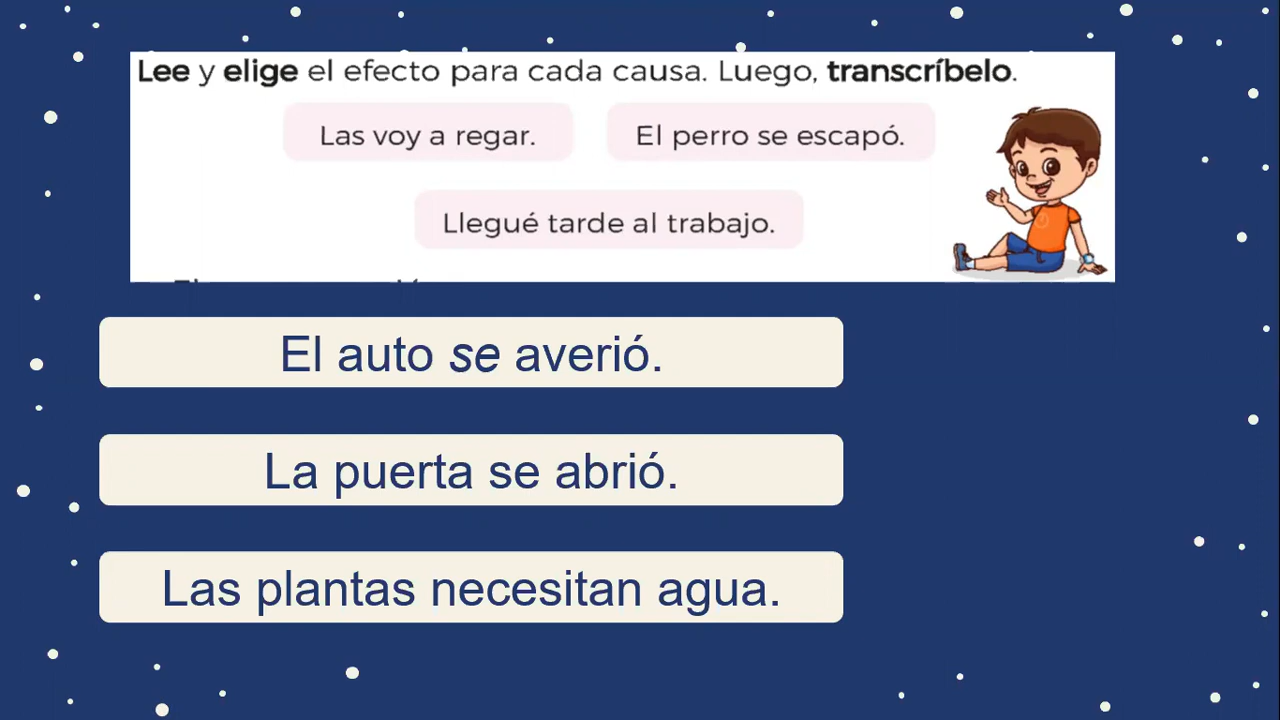 Lee y elige el efecto para cada causa. Luego, transcríbelo.
Las voy a regar.
El perro se escapó.
Llegué tarde al trabajo.
El auto se averió.
La puerta se abrió.
Las plantas necesitan agua.